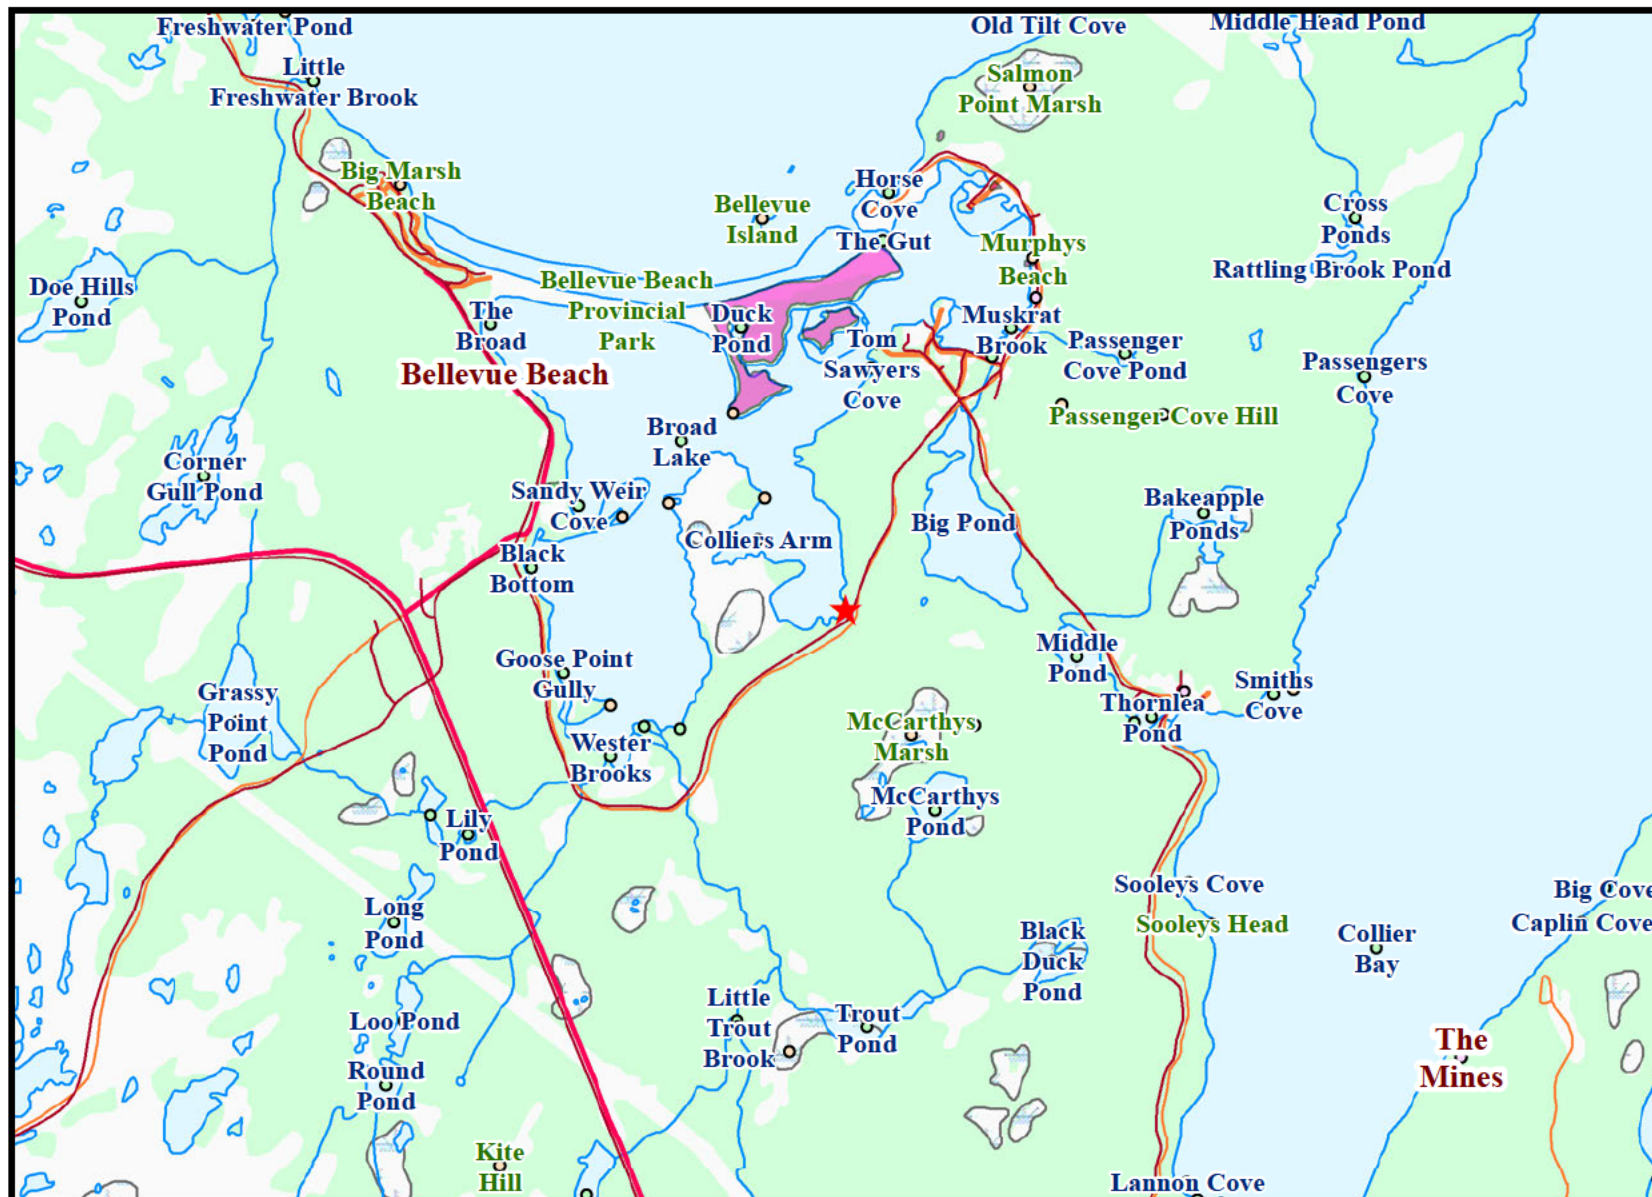 Freshwater Pond
Old Tilt Cove
Middle Head Pond
Little
Freshwater Brook
Salmon
Point Marsh
Big Marsh
Beach
Horse
Cove
Bellevue
Island
The Gut
Murphys
Beach
Cross
Ponds
Rattling Brook Pond
Doe Hills
Pond
Bellevue Beach
Provincial
Park
The
Broad
Duck
Pond
Tom
Sawyers
Cove
Muskrat
Brook
Passenger
Cove Pond
Passengers
Cove
Bellevue Beach
Passenger Cove Hill
Broad
Lake
Corner
Gull Pond
Sandy Weir
Cove
Big Pond
Bakeapple
Ponds
Colliers Arm
Black
Bottom
Middle
Pond
Goose Point
Gully
Grassy
Point
Pond
Smiths
Cove
Thornlea
Pond
McCarthys
Marsh
Wester
Brooks
McCarthys
Pond
Lily
Pond
Sooleys Cove
Big Cove
Caplin Cove
Long
Pond
Sooleys Head
Collier
Bay
Black
Duck
Pond
Little
Trout
Brook
Trout
Pond
Loo Pond
The
Mines
Round
Pond
Kite
Hill
Lannon Cove